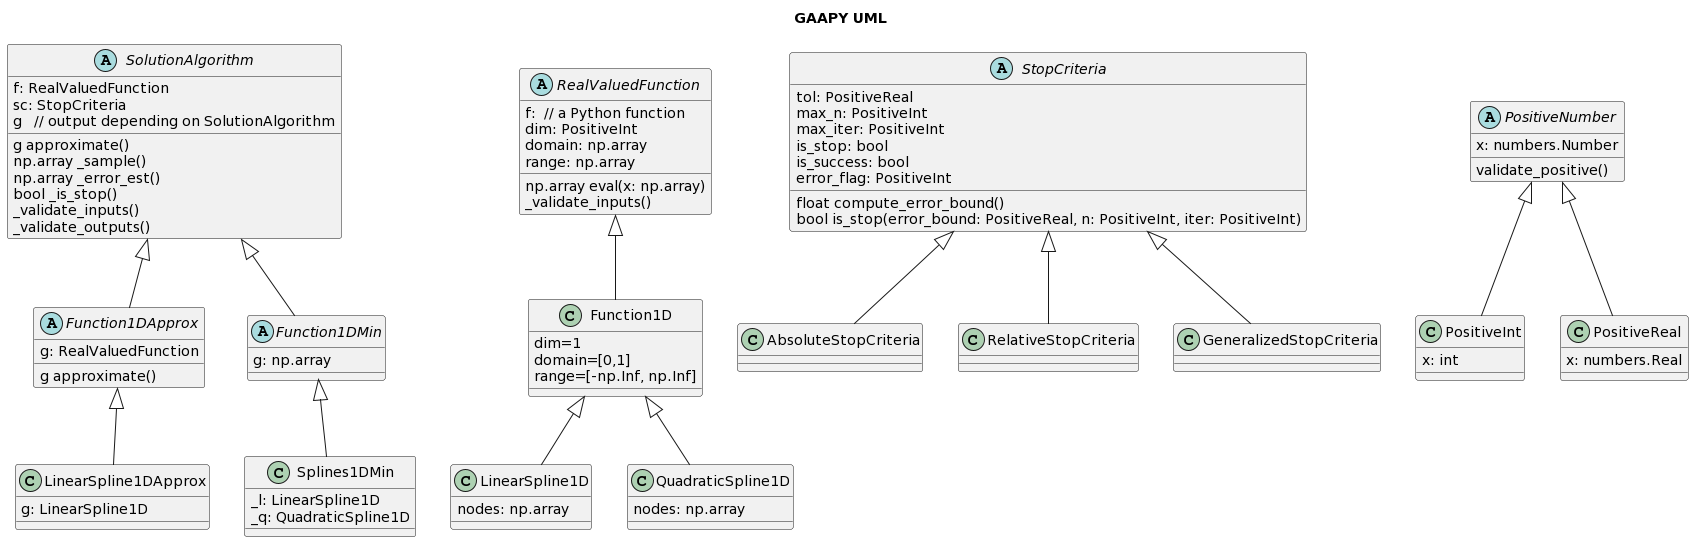 GAAPY UML
A SolutionAlgorithm
f: RealValuedFunction
sc: StopCriteria
g // output depending on SolutionAlgorithm
g approximate()
np.array _sample()
np.array _error_est()
bool _is_stop()
_validate_inputs()
_validate_outputs()
A RealValuedFunction
f: // a Python function
dim: PositiveInt
domain: np.array
range: np.array
np.array eval(x: np.array)
_validate_inputs()
A StopCriteria
tol: PositiveReal
max_n: PositiveInt
max_iter: PositiveInt
is_stop: bool
is_success: bool
error_flag: PositiveInt
float compute_error_bound()
bool is_stop(error_bound: PositiveReal, n: PositiveInt, iter: PositiveInt)
A PositiveNumber
x: numbers.Number
validate_positive()
A Function1DApprox
g: RealValuedFunction
g approximate()
A Function1DMin
g: np.array
C Function1D
dim=1
domain=[0,1]
range=[-np.Inf, np.Inf]
C AbsoluteStopCriteria
C RelativeStopCriteria
C GeneralizedStopCriteria
C PositiveInt
x: int
C PositiveReal
x: numbers.Real
C LinearSpline1DApprox
g: LinearSpline1D
C Splines1DMin
_l: LinearSpline1D
_q: QuadraticSpline1D
C LinearSpline1D
nodes: np.array
C QuadraticSpline1D
nodes: np.array